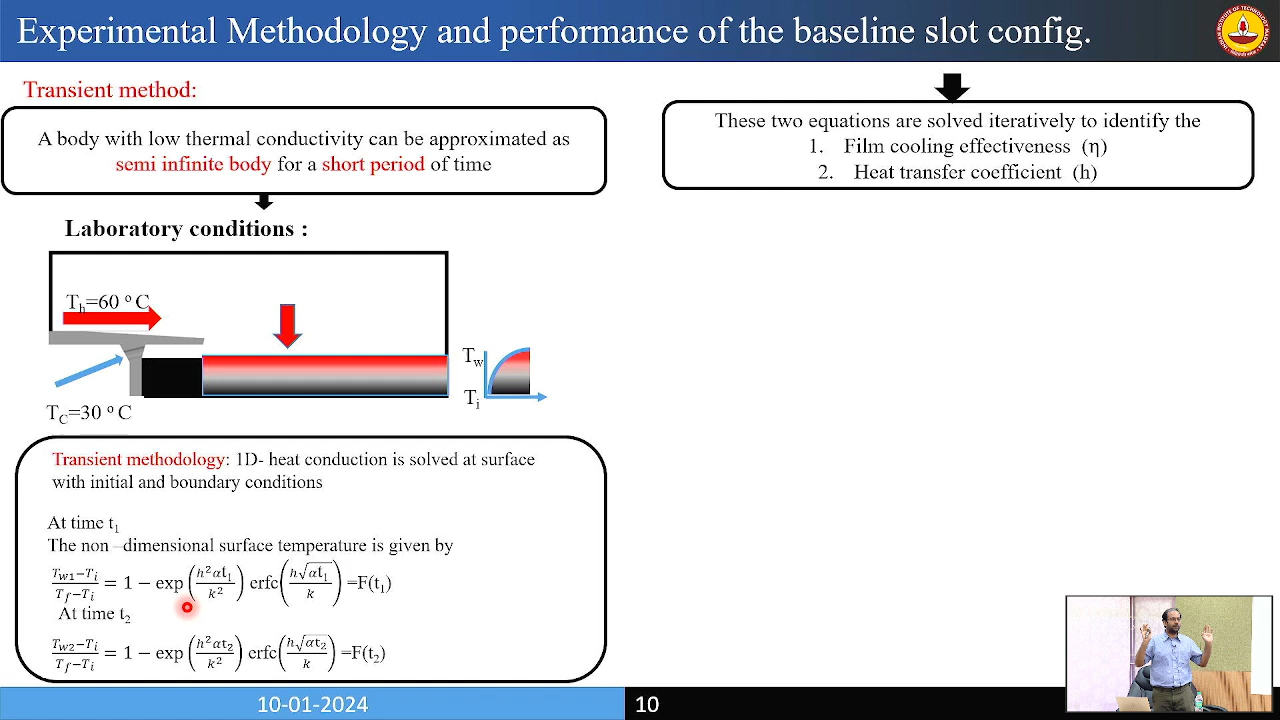 Experimental Methodology and performance of the baseline slot config.
Transient method:
A body with low thermal conductivity can be approximated as
semi infinite body for a short period of time
Laboratory conditions :
T_h=60 ° C
T_C=30 ° C
T_w
T_i
Transient methodology: 1D- heat conduction is solved at surface
with initial and boundary conditions
At time t₁
The non –dimensional surface temperature is given by
(T_{w1}−T_i)/(T_f−T_i) = 1 − exp(h²αt₁/k²) erfc(h√(αt₁)/k) =F(t₁)
At time t₂
(T_{w2}−T_i)/(T_f−T_i) = 1 − exp(h²αt₂/k²) erfc(h√(αt₂)/k) =F(t₂)
These two equations are solved iteratively to identify the
1. Film cooling effectiveness (η)
2. Heat transfer coefficient (h)
10-01-2024
10